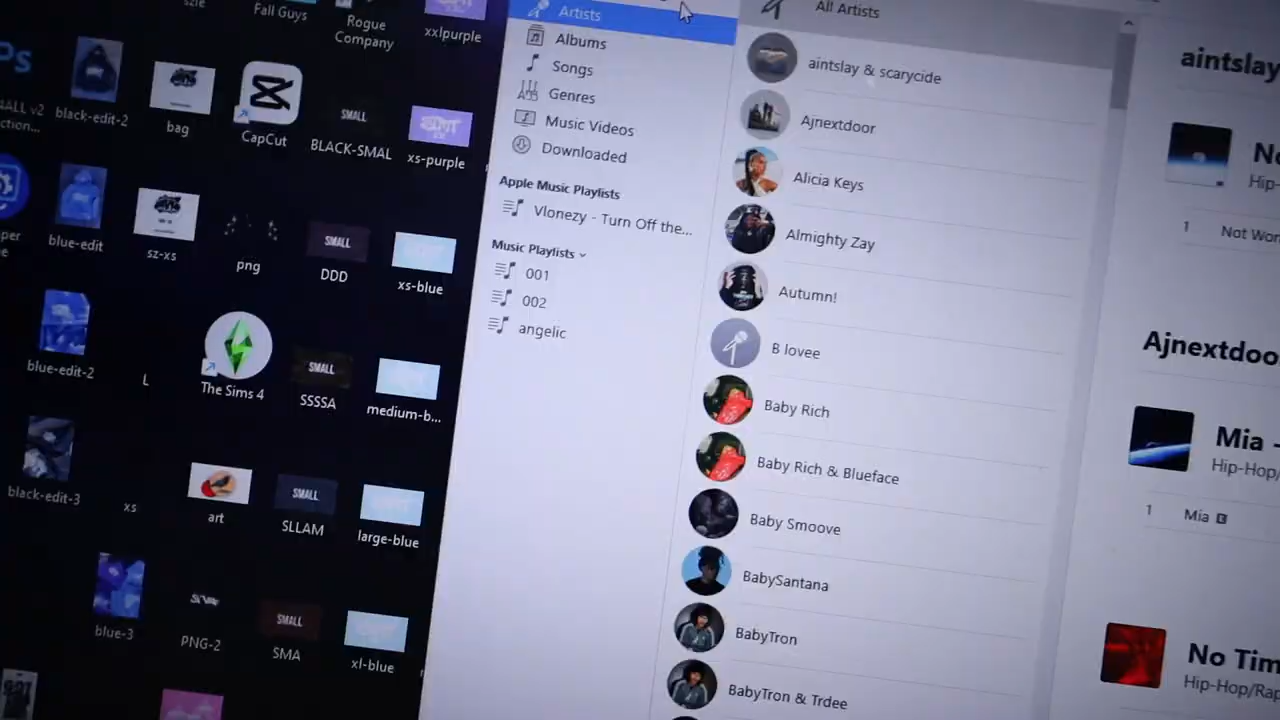 Fall Guys
Rogue
Company
xxlpurple
black-edit-2
bag
CapCut
SMALL
BLACK-SMAL
xs-purple
blue-edit
sz-xs
png
SMALL
DDD
xs-blue
blue-edit-2
L
The Sims 4
SMALL
SSSSA
medium-b...
black-edit-3
xs
art
SMALL
SLLAM
large-blue
blue-3
PNG-2
SMALL
SMA
xl-blue
Artists
Albums
Songs
Genres
Music Videos
Downloaded
Apple Music Playlists
Vlonezy - Turn Off the...
Music Playlists
001
002
angelic
All Artists
aintslay & scarycide
Ajnextdoor
Alicia Keys
Almighty Zay
Autumn!
B lovee
Baby Rich
Baby Rich & Blueface
Baby Smoove
BabySantana
BabyTron
BabyTron & Trdee
aintslay
Hip-
1 Not Won
Ajnextdoo
Mia -
Hip-Hop/
1 Mia E
No Tim
Hip-Hop/Rap